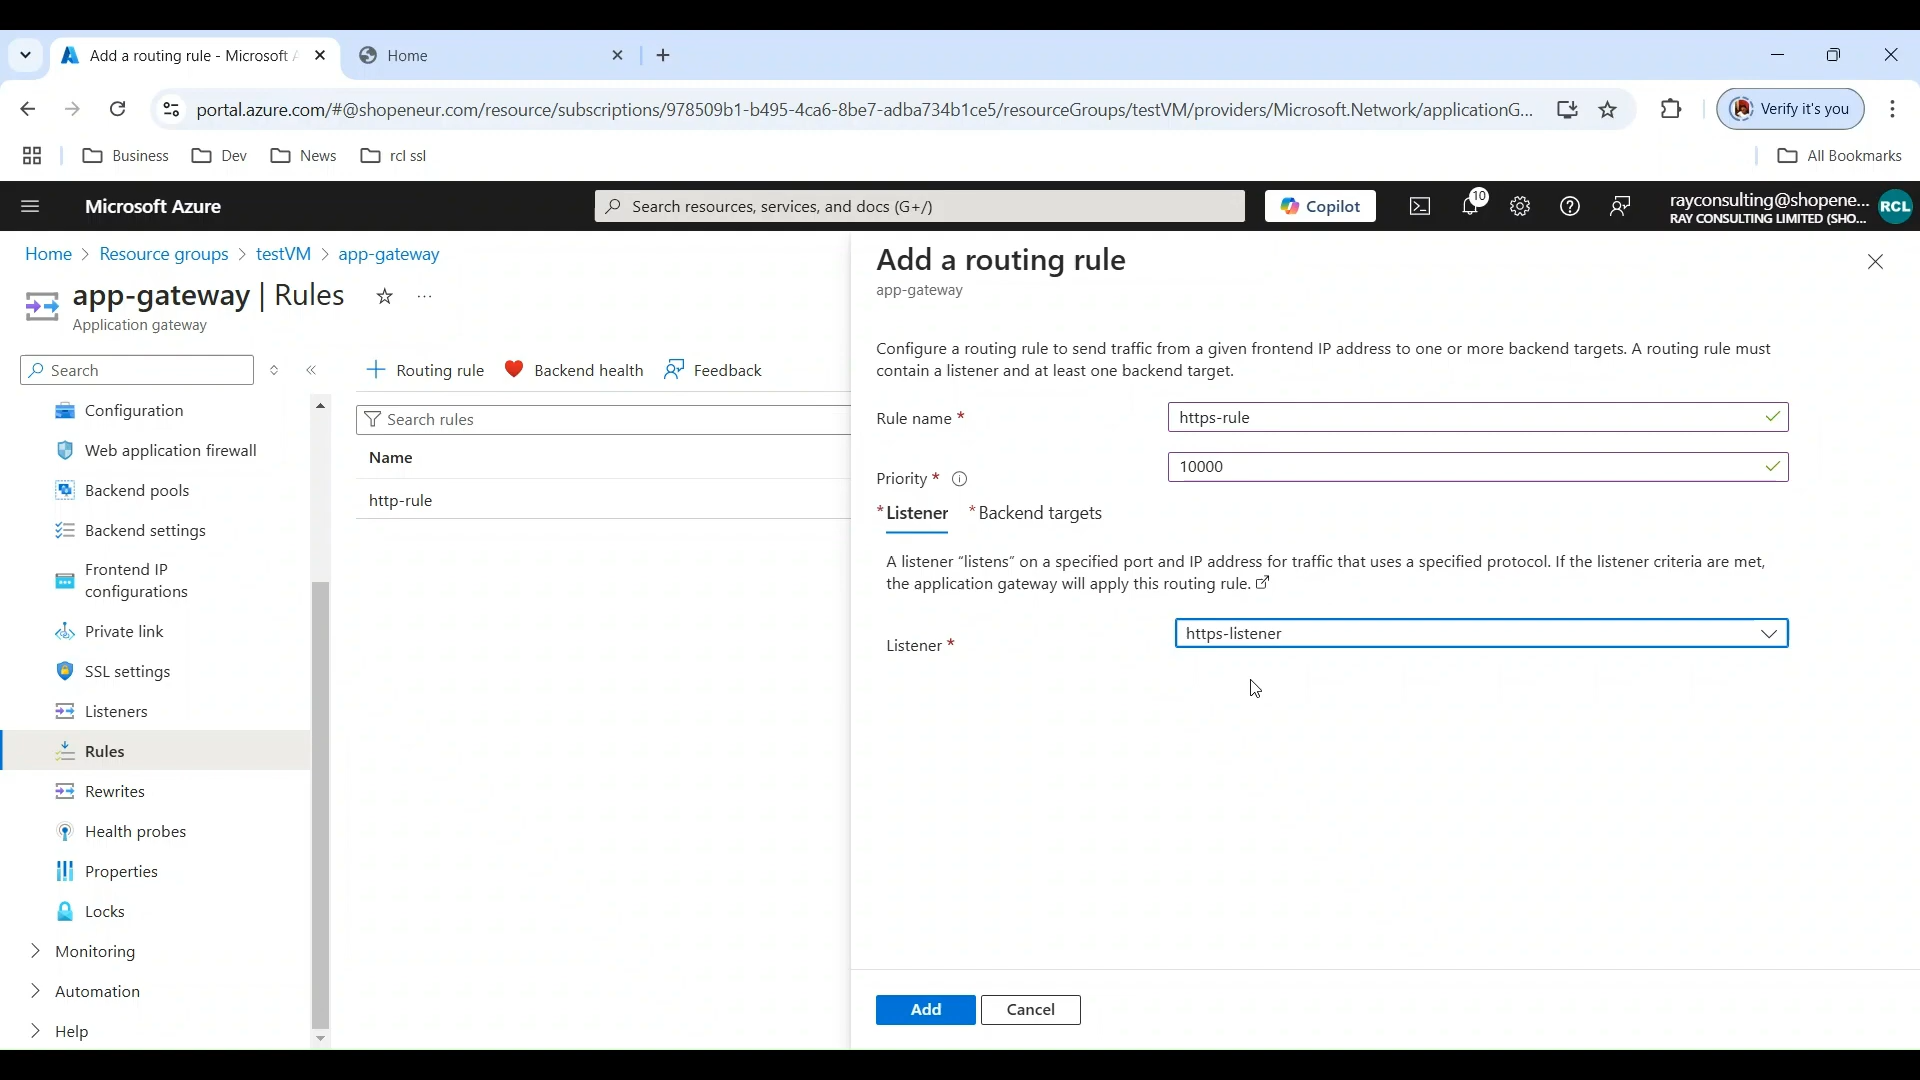 Add a routing rule - Microsoft A
Home
portal.azure.com/#@shopeneur.com/resource/subscriptions/978509b1-b495-4ca6-8be7-adba734b1ce5/resourceGroups/testVM/providers/Microsoft.Network/applicationG...
Verify it's you
Business
Dev
News
rcl ssl
All Bookmarks
Microsoft Azure
Search resources, services, and docs (G+/)
Copilot
10
rayconsulting@shopene...
RAY CONSULTING LIMITED (SHO...
RCL
Home > Resource groups > testVM > app-gateway
app-gateway | Rules
Application gateway
Search
Configuration
Web application firewall
Backend pools
Backend settings
Frontend IP
configurations
Private link
SSL settings
Listeners
Rules
Rewrites
Health probes
Properties
Locks
Monitoring
Automation
Help
Routing rule
Backend health
Feedback
Search rules
Name
http-rule
Add a routing rule
app-gateway
Configure a routing rule to send traffic from a given frontend IP address to one or more backend targets. A routing rule must
contain a listener and at least one backend target.
Rule name *
https-rule
Priority *
10000
* Listener
* Backend targets
A listener “listens” on a specified port and IP address for traffic that uses a specified protocol. If the listener criteria are met,
the application gateway will apply this routing rule.
Listener *
https-listener
Add
Cancel